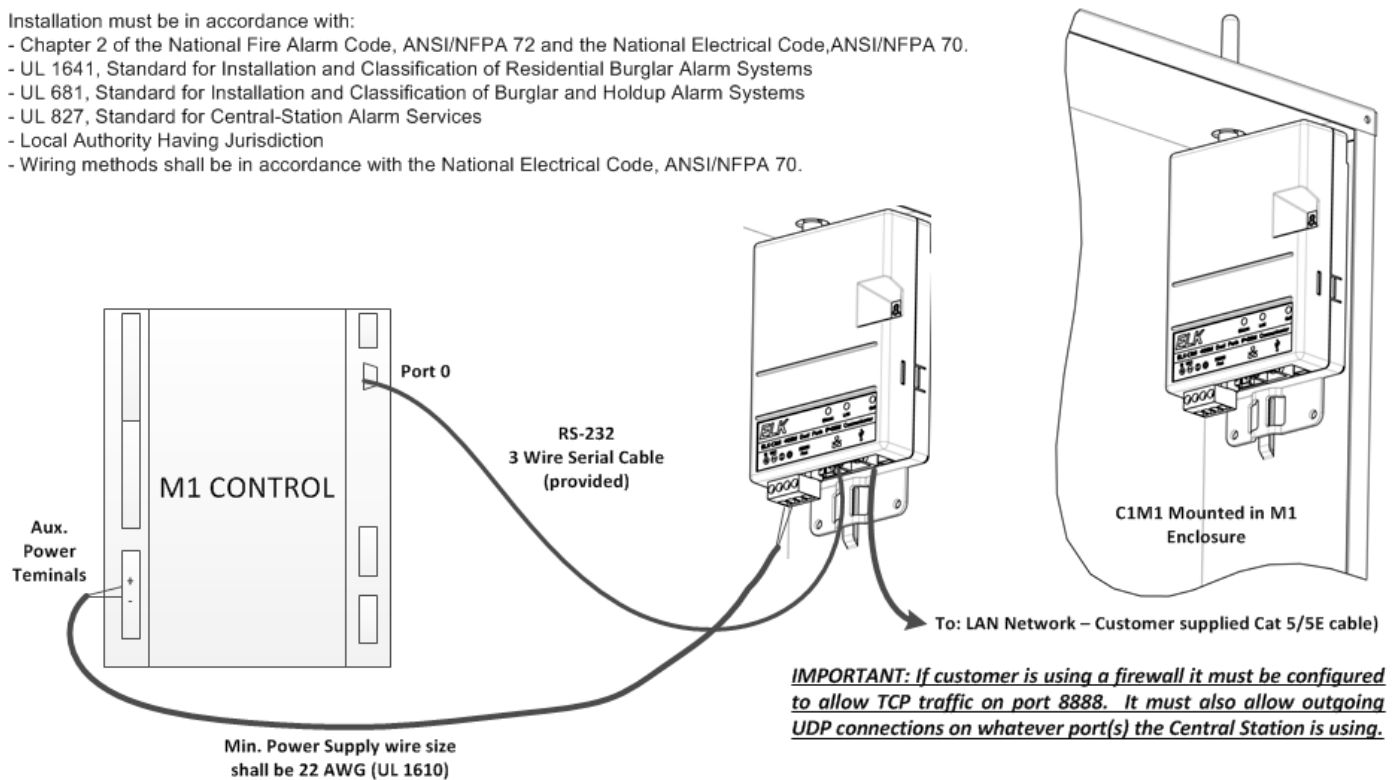 Installation must be in accordance with:
- Chapter 2 of the National Fire Alarm Code, ANSI/NFPA 72 and the National Electrical Code,ANSI/NFPA 70.
- UL 1641, Standard for Installation and Classification of Residential Burglar Alarm Systems
- UL 681, Standard for Installation and Classification of Burglar and Holdup Alarm Systems
- UL 827, Standard for Central-Station Alarm Services
- Local Authority Having Jurisdiction
- Wiring methods shall be in accordance with the National Electrical Code, ANSI/NFPA 70.
Port 0
RS-232
3 Wire Serial Cable
(provided)
M1 CONTROL
Aux.
Power
Teminals
+
-
ELK
ELK
C1M1 Mounted in M1
Enclosure
To: LAN Network – Customer supplied Cat 5/5E cable)
IMPORTANT: If customer is using a firewall it must be configured
to allow TCP traffic on port 8888. It must also allow outgoing
UDP connections on whatever port(s) the Central Station is using.
Min. Power Supply wire size
shall be 22 AWG (UL 1610)